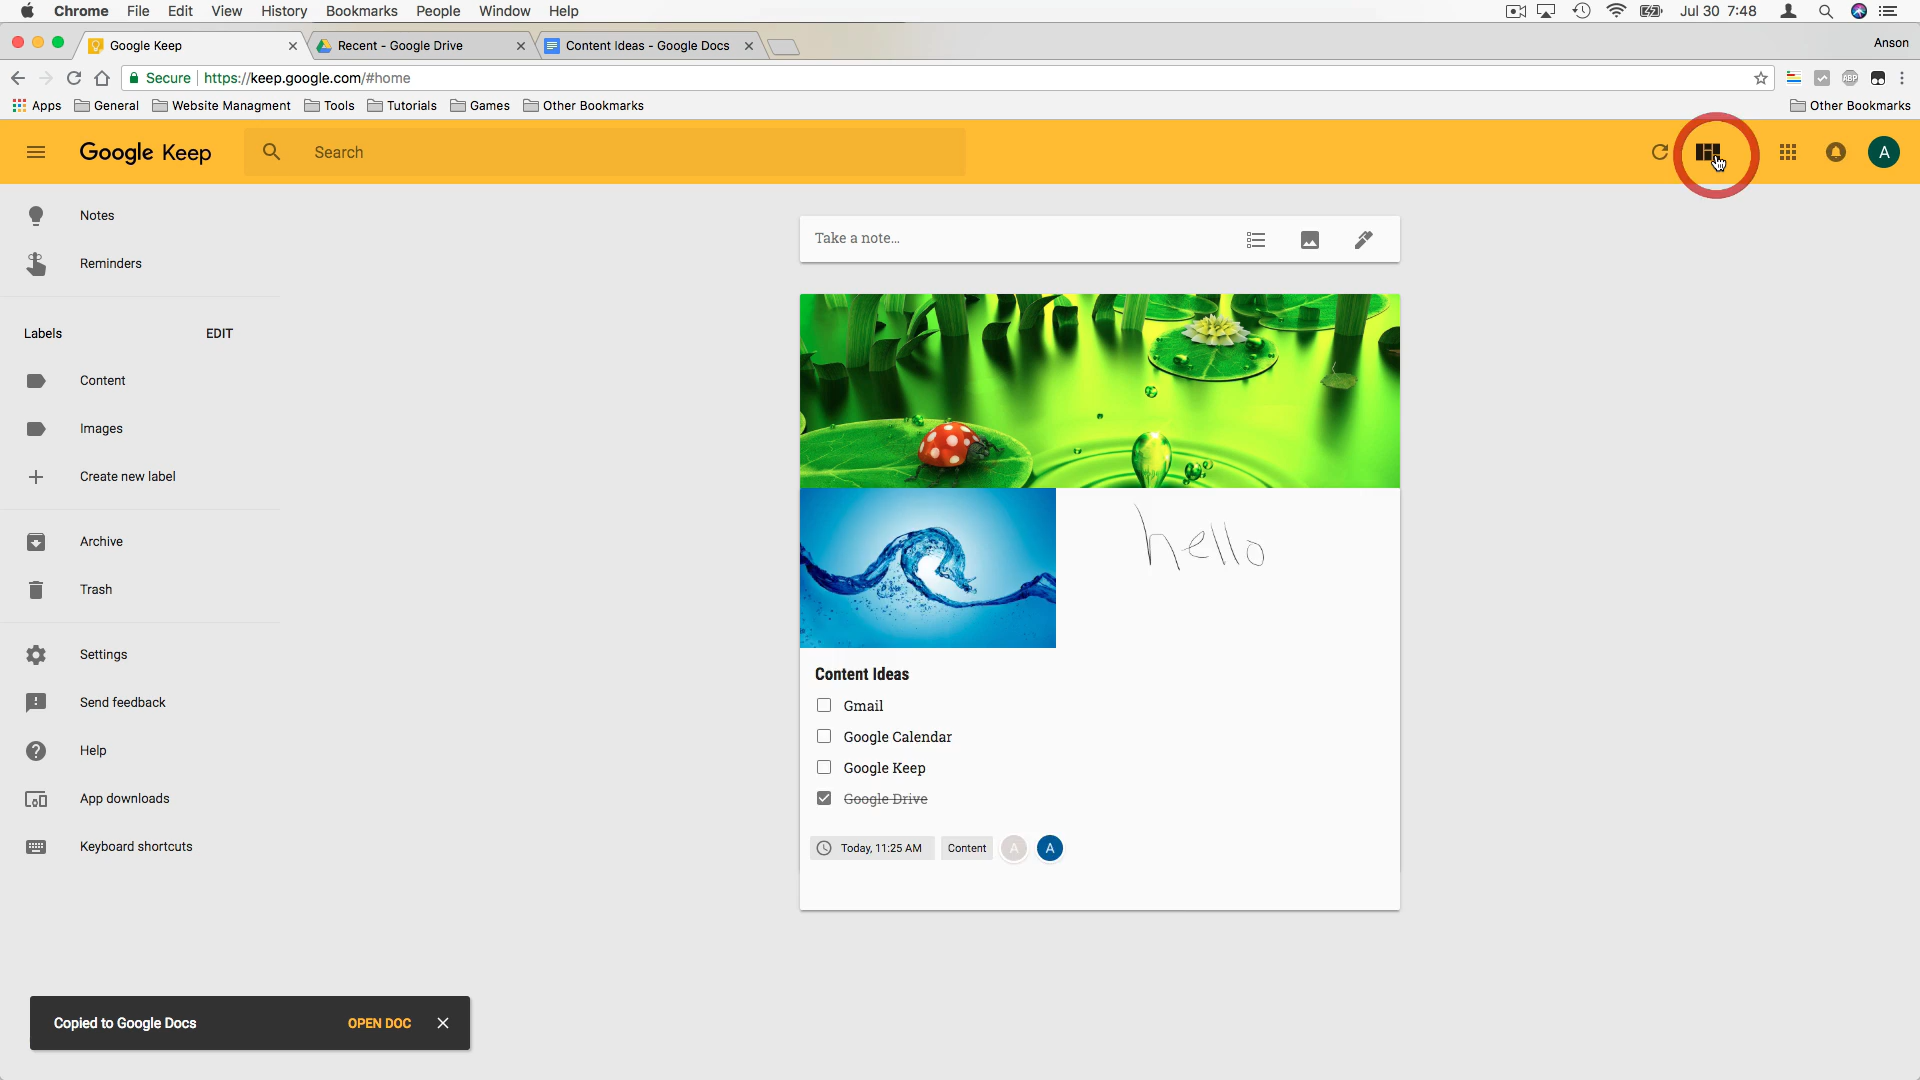 Chrome File Edit View History Bookmarks People Window Help Jul 30 7:48
Google Keep Recent - Google Drive Content Ideas - Google Docs Anson
Secure https://keep.google.com/#home ABP
Apps General Website Managment Tools Tutorials Games Other Bookmarks Other Bookmarks
Google Keep Search A
Notes
Reminders
Labels EDIT
Content
Images
Create new label
Archive
Trash
Settings
Send feedback
Help
App downloads
Keyboard shortcuts
Take a note...
hello
Content Ideas
Gmail
Google Calendar
Google Keep
Google Drive
Today, 11:25 AM Content A A
Copied to Google Docs OPEN DOC